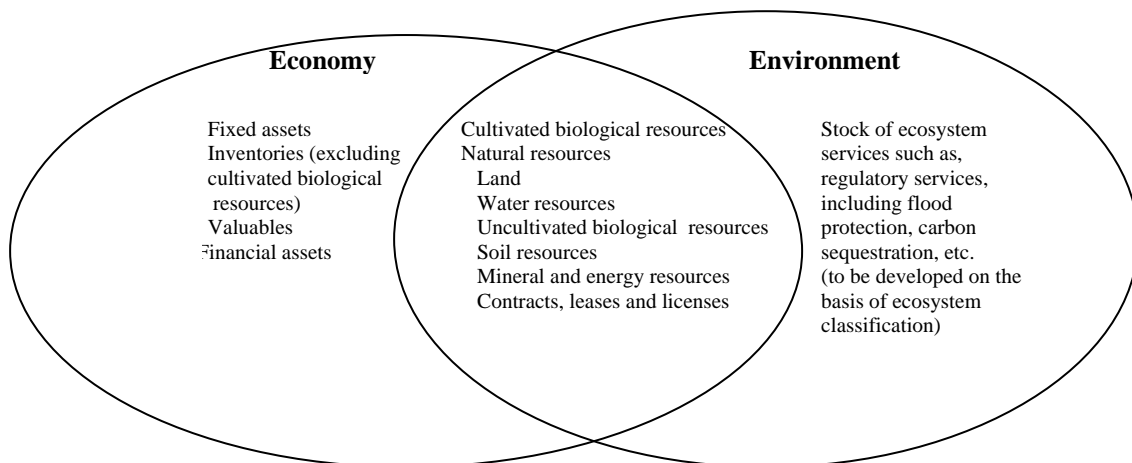 Economy
Environment
Fixed assets
Inventories (excluding
cultivated biological
resources)
Valuables
Financial assets
Cultivated biological resources
Natural resources
Land
Water resources
Uncultivated biological resources
Soil resources
Mineral and energy resources
Contracts, leases and licenses
Stock of ecosystem
services such as,
regulatory services,
including flood
protection, carbon
sequestration, etc.
(to be developed on the
basis of ecosystem
classification)